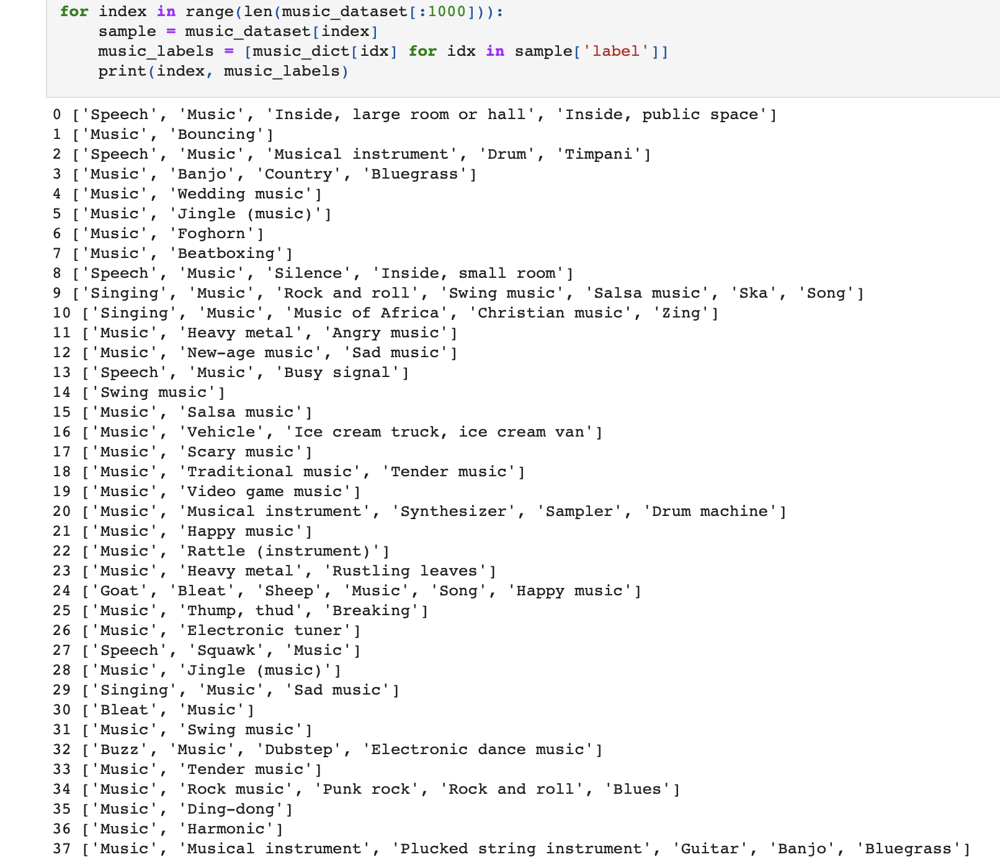 for index in range(len(music_dataset[:1000])):
    sample = music_dataset[index]
    music_labels = [music_dict[idx] for idx in sample['label']]
    print(index, music_labels)
0 ['Speech', 'Music', 'Inside, large room or hall', 'Inside, public space']
1 ['Music', 'Bouncing']
2 ['Speech', 'Music', 'Musical instrument', 'Drum', 'Timpani']
3 ['Music', 'Banjo', 'Country', 'Bluegrass']
4 ['Music', 'Wedding music']
5 ['Music', 'Jingle (music)']
6 ['Music', 'Foghorn']
7 ['Music', 'Beatboxing']
8 ['Speech', 'Music', 'Silence', 'Inside, small room']
9 ['Singing', 'Music', 'Rock and roll', 'Swing music', 'Salsa music', 'Ska', 'Song']
10 ['Singing', 'Music', 'Music of Africa', 'Christian music', 'Zing']
11 ['Music', 'Heavy metal', 'Angry music']
12 ['Music', 'New-age music', 'Sad music']
13 ['Speech', 'Music', 'Busy signal']
14 ['Swing music']
15 ['Music', 'Salsa music']
16 ['Music', 'Vehicle', 'Ice cream truck, ice cream van']
17 ['Music', 'Scary music']
18 ['Music', 'Traditional music', 'Tender music']
19 ['Music', 'Video game music']
20 ['Music', 'Musical instrument', 'Synthesizer', 'Sampler', 'Drum machine']
21 ['Music', 'Happy music']
22 ['Music', 'Rattle (instrument)']
23 ['Music', 'Heavy metal', 'Rustling leaves']
24 ['Goat', 'Bleat', 'Sheep', 'Music', 'Song', 'Happy music']
25 ['Music', 'Thump, thud', 'Breaking']
26 ['Music', 'Electronic tuner']
27 ['Speech', 'Squawk', 'Music']
28 ['Music', 'Jingle (music)']
29 ['Singing', 'Music', 'Sad music']
30 ['Bleat', 'Music']
31 ['Music', 'Swing music']
32 ['Buzz', 'Music', 'Dubstep', 'Electronic dance music']
33 ['Music', 'Tender music']
34 ['Music', 'Rock music', 'Punk rock', 'Rock and roll', 'Blues']
35 ['Music', 'Ding-dong']
36 ['Music', 'Harmonic']
37 ['Music', 'Musical instrument', 'Plucked string instrument', 'Guitar', 'Banjo', 'Bluegrass']